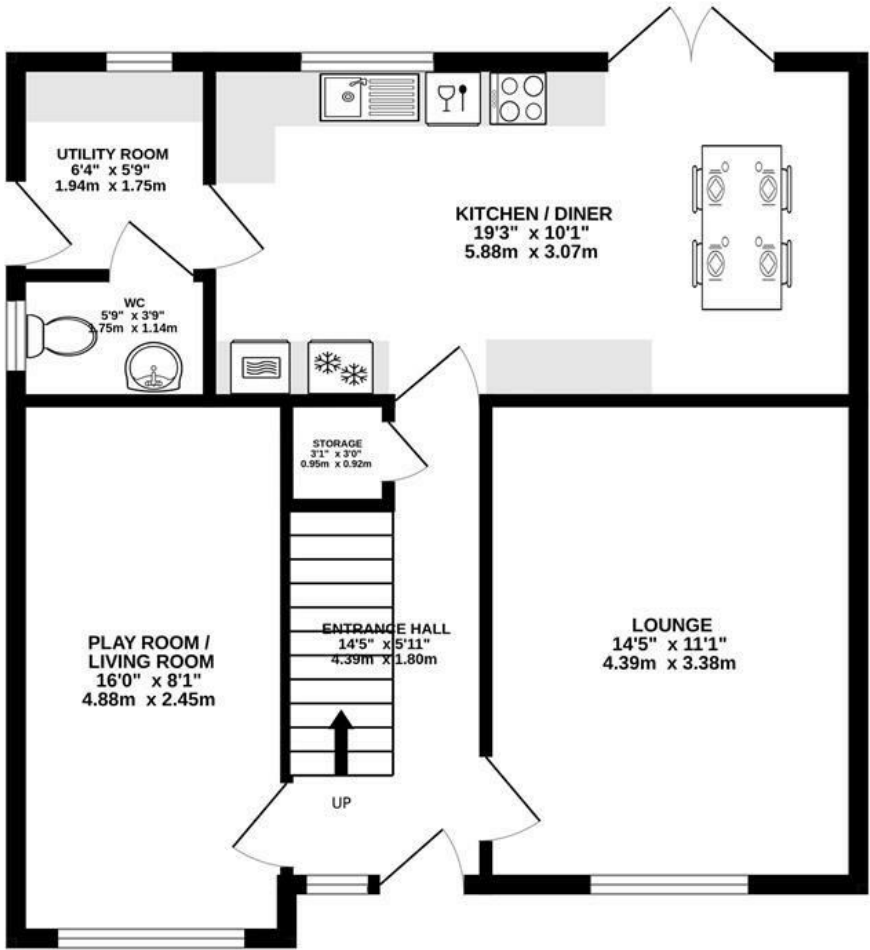 UTILITY ROOM
6'4" x 5'9"
1.94m x 1.75m
KITCHEN / DINER
19'3" x 10'1"
5.88m x 3.07m
WC
5'9" x 3'9"
1.75m x 1.14m
STORAGE
3'1" x 3'0"
0.95m x 0.92m
ENTRANCE HALL
14'5" x 5'11"
4.39m x 1.80m
PLAY ROOM /
LIVING ROOM
16'0" x 8'1"
4.88m x 2.45m
LOUNGE
14'5" x 11'1"
4.39m x 3.38m
UP